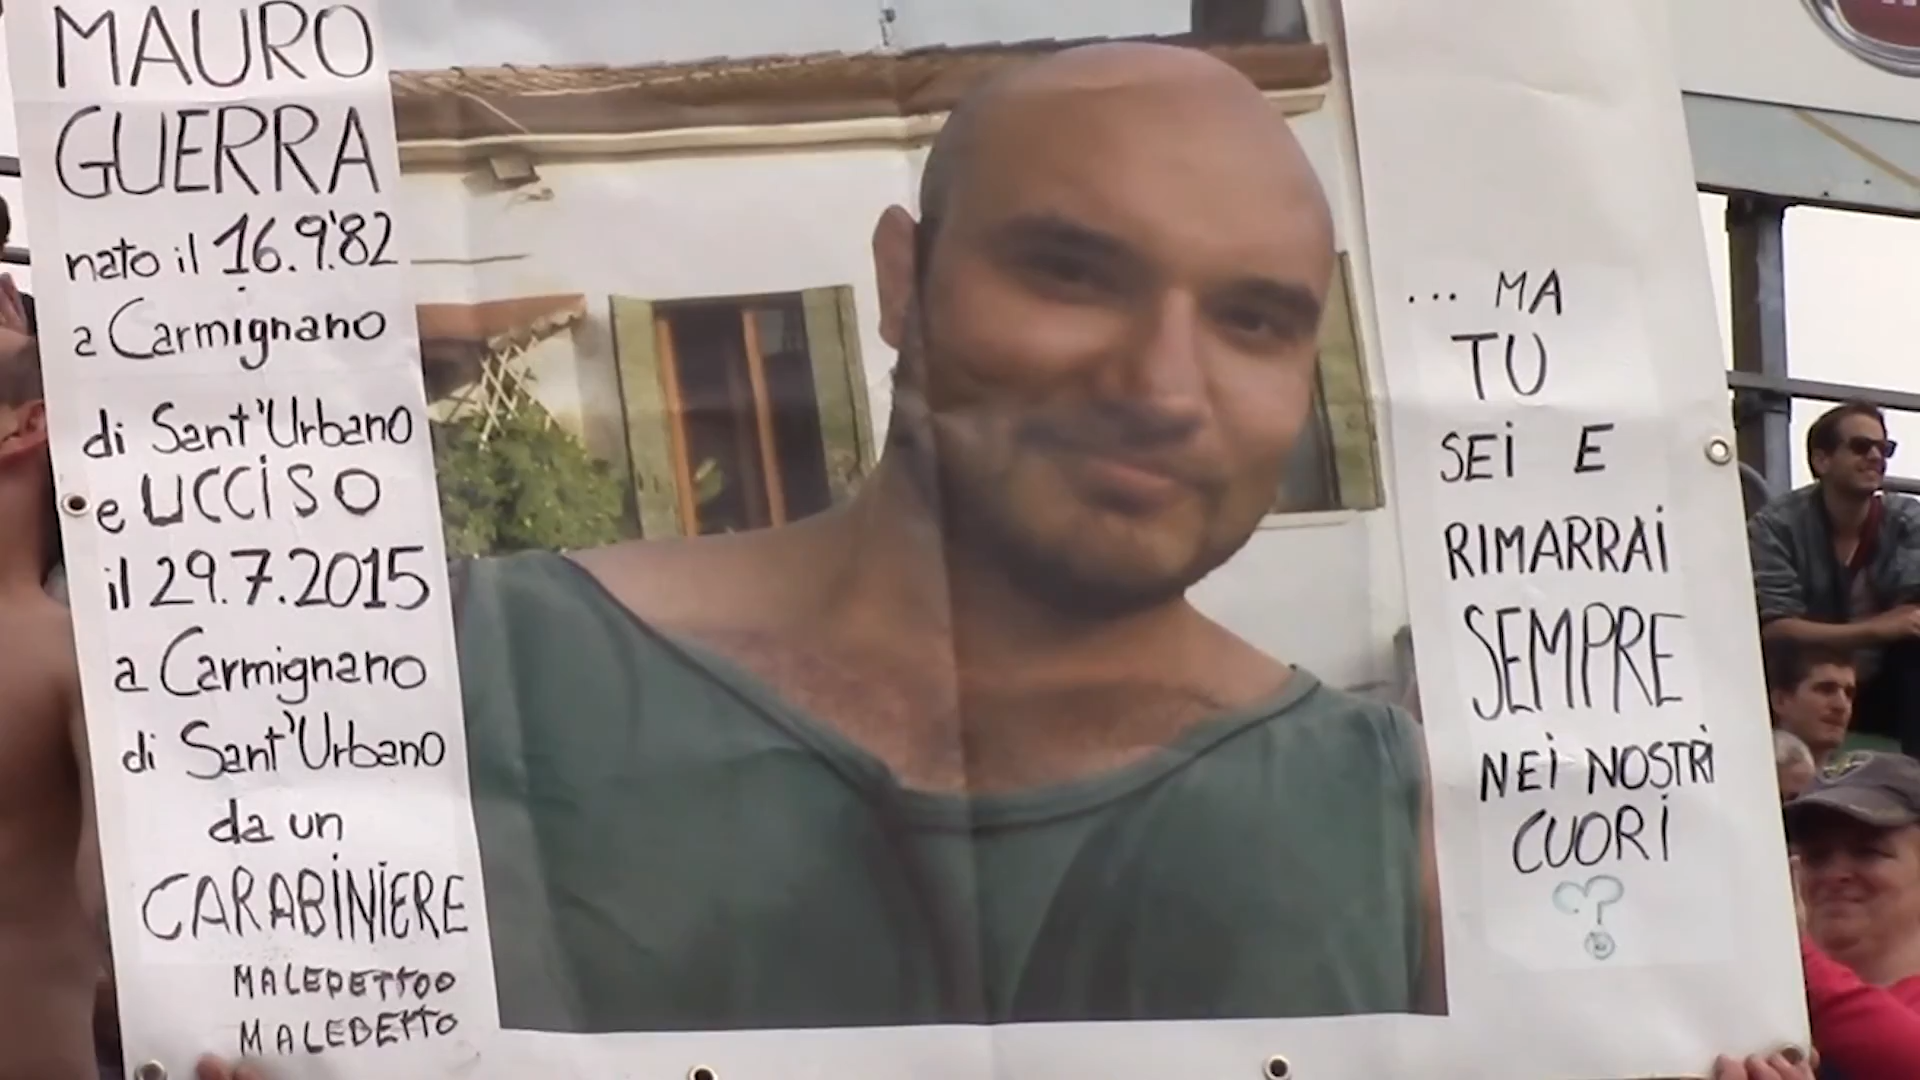 MAURO
GUERRA
nato il 16.9.'82
a Carmignano
di Sant'Urbano
e UCCISO
il 29.7.2015
a Carmignano
di Sant'Urbano
da un
CARABINIERE
MALEDETTOO
MALEDETTO
... MA
TU
SEI E
RIMARRAI
SEMPRE
NEI NOSTRI
CUORI